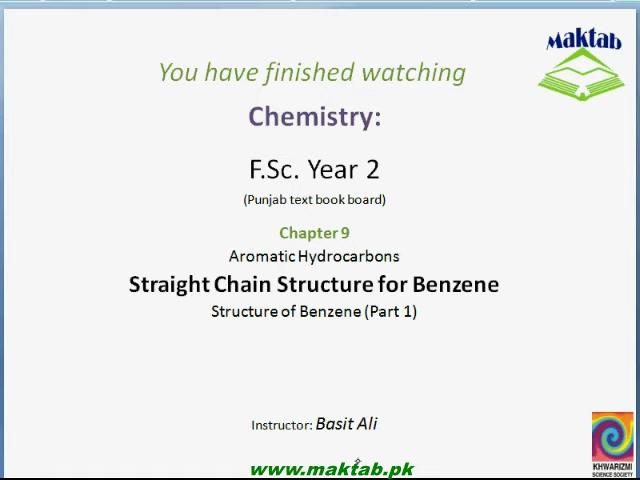 Maktab
You have finished watching
Chemistry:
F.Sc. Year 2
(Punjab text book board)
Chapter 9
Aromatic Hydrocarbons
Straight Chain Structure for Benzene
Structure of Benzene (Part 1)
Instructor: Basit Ali
www.maktab.pk
KHWARIZMI
SCIENCE SOCIETY